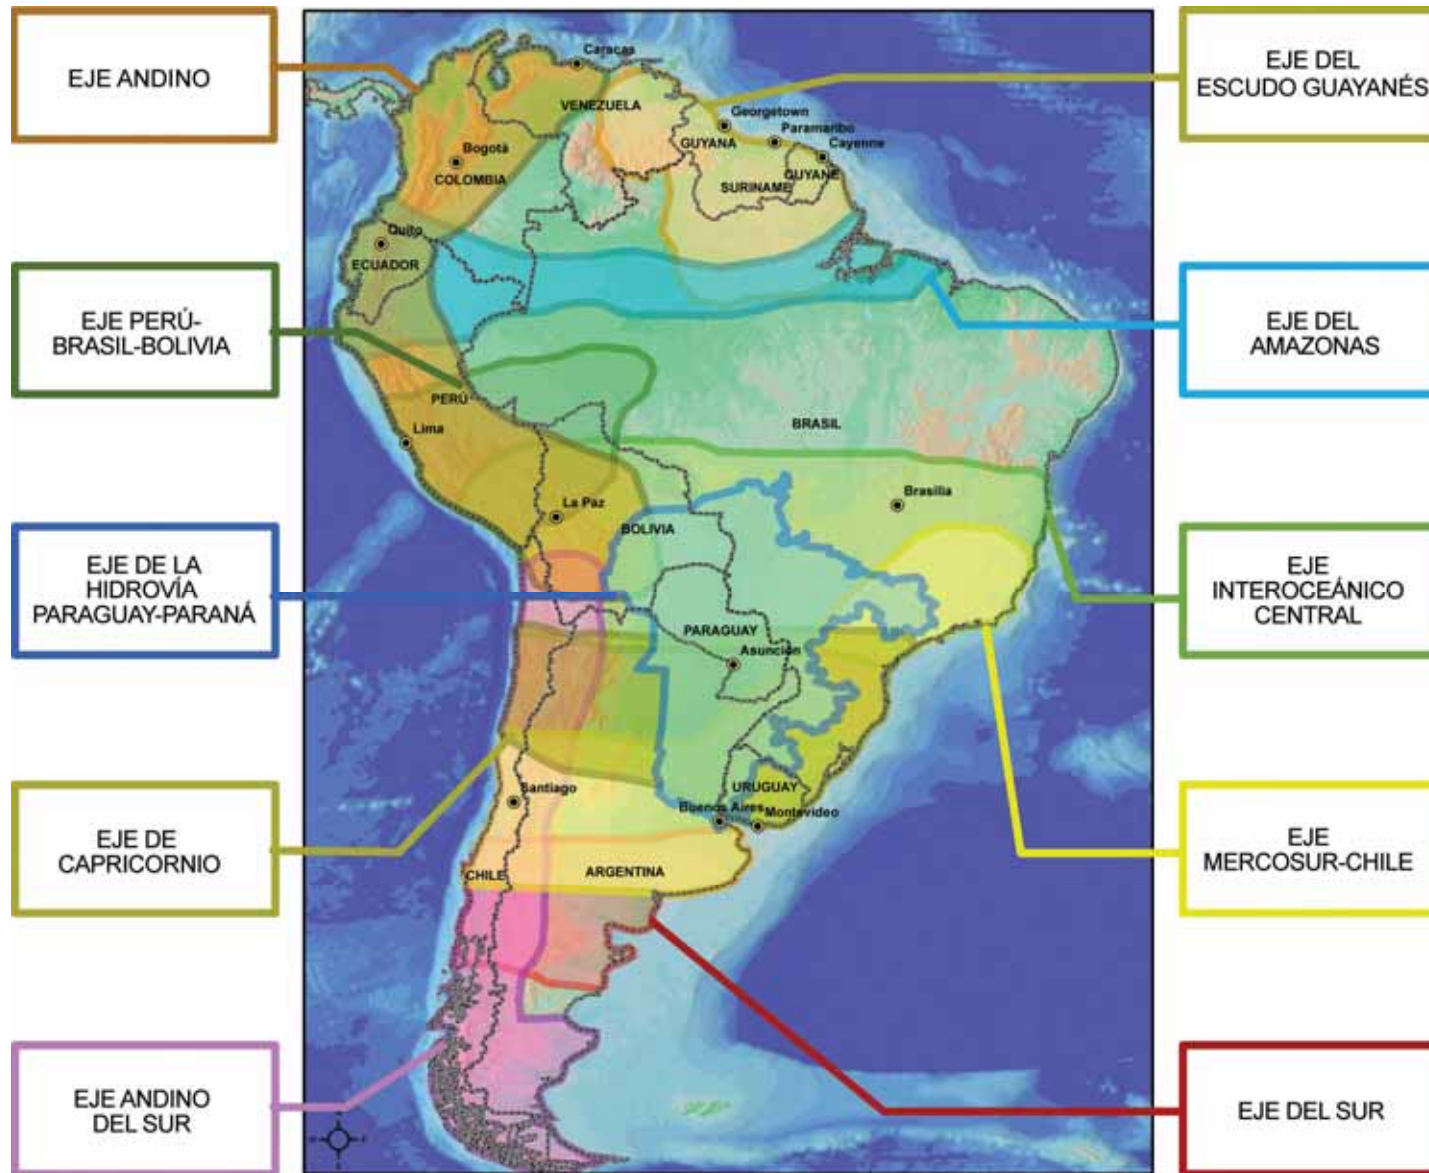 EJE ANDINO
EJE DEL
ESCUDO GUAYANÉS
EJE PERÚ-
BRASIL-BOLIVIA
EJE DEL
AMAZONAS
EJE DE LA
HIDROVÍA
PARAGUAY-PARANÁ
EJE
INTEROCEÁNICO
CENTRAL
EJE DE
CAPRICORNIO
EJE
MERCOSUR-CHILE
EJE ANDINO
DEL SUR
EJE DEL SUR
Caracas
VENEZUELA
Georgetown
GUYANA
Paramaribo
Cayenne
Bogotá
COLOMBIA
SURINAME
GUYANE
Quito
ECUADOR
PERÚ
Lima
BRASIL
Brasilia
La Paz
BOLIVIA
PARAGUAY
Asunción
Santiago
URUGUAY
Buenos Aires
Montevideo
CHILE
ARGENTINA